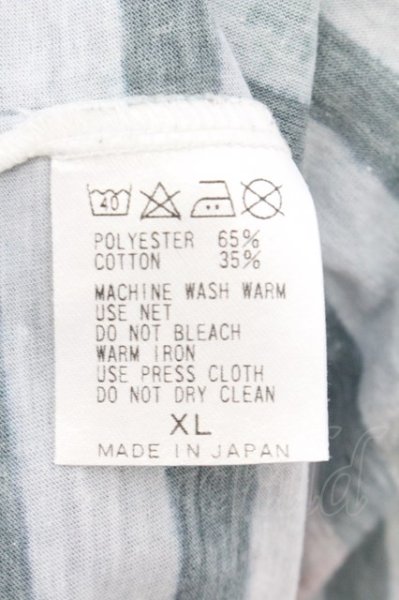 40
POLYESTER 65%
COTTON 35%
MACHINE WASH WARM
USE NET
DO NOT BLEACH
WARM IRON
USE PRESS CLOTH
DO NOT DRY CLEAN
XL
MADE IN JAPAN